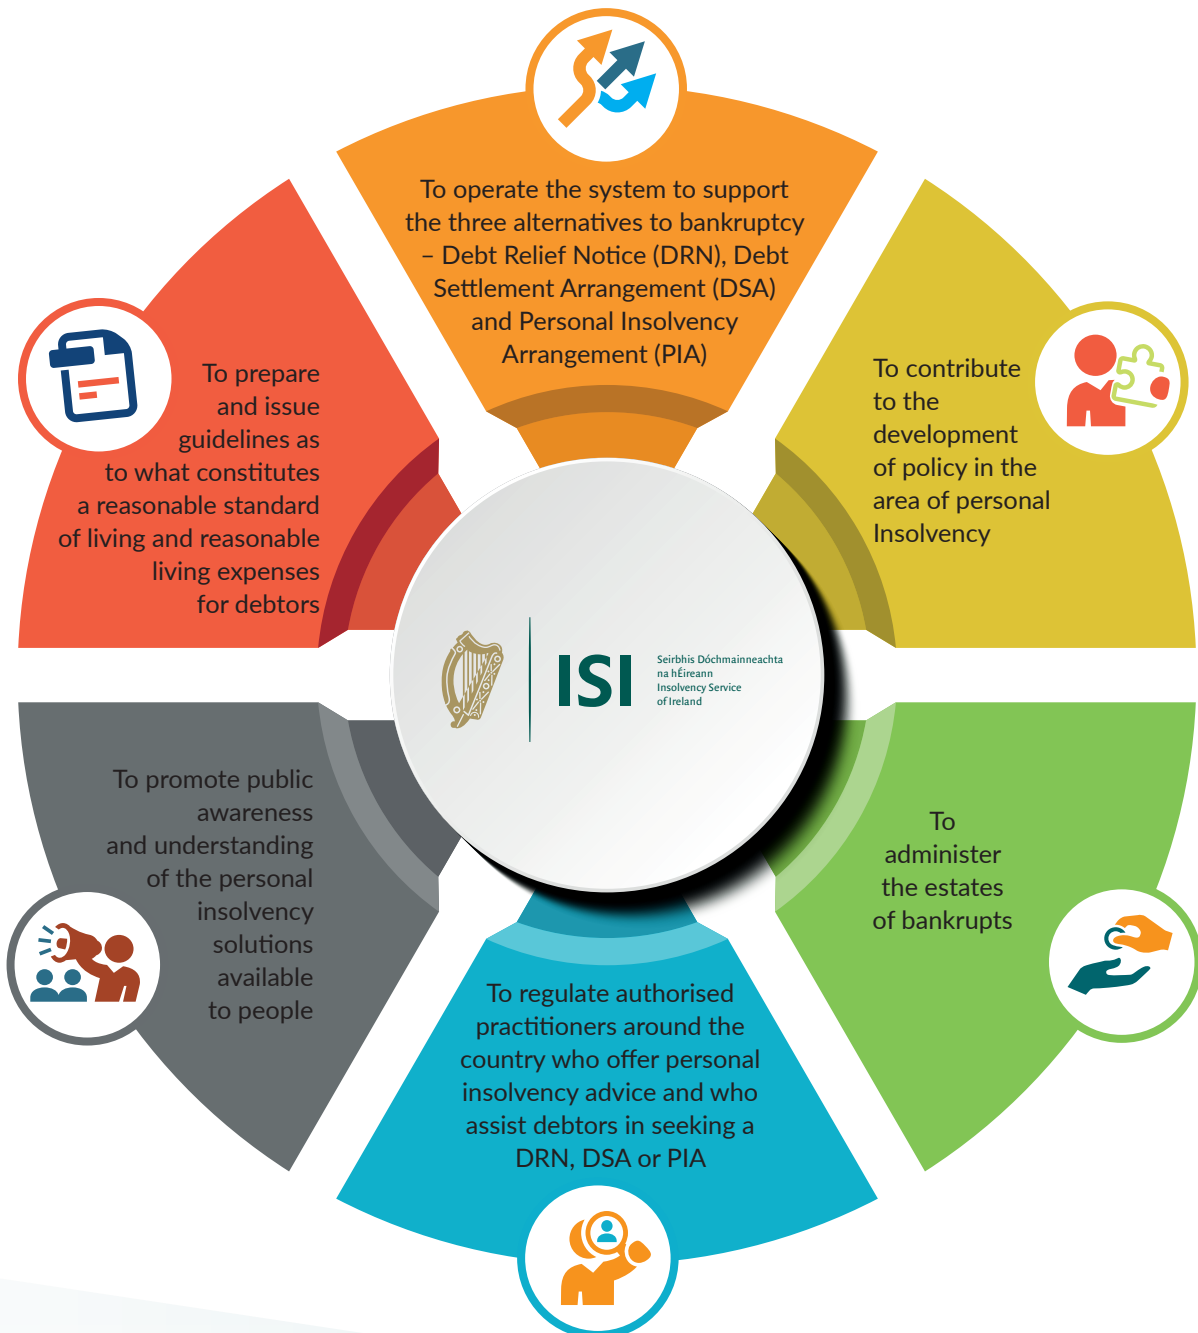 To operate the system to support
the three alternatives to bankruptcy
– Debt Relief Notice (DRN), Debt
Settlement Arrangement (DSA)
and Personal Insolvency
Arrangement (PIA)
To contribute
to the
development
of policy in the
area of personal
Insolvency
To
administer
the estates
of bankrupts
To regulate authorised
practitioners around the
country who offer personal
insolvency advice and who
assist debtors in seeking a
DRN, DSA or PIA
To promote public
awareness
and understanding
of the personal
insolvency
solutions
available
to people
To prepare
and issue
guidelines as
to what constitutes
a reasonable standard
of living and reasonable
living expenses
for debtors
ISI
Seirbhís Dóchmainneachta
na hÉireann
Insolvency Service
of Ireland